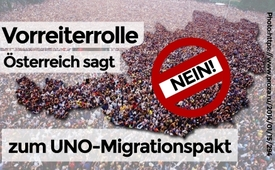 Vorreiterrolle
Österreich sagt
NEIN!
zum UNO-Migrationspakt